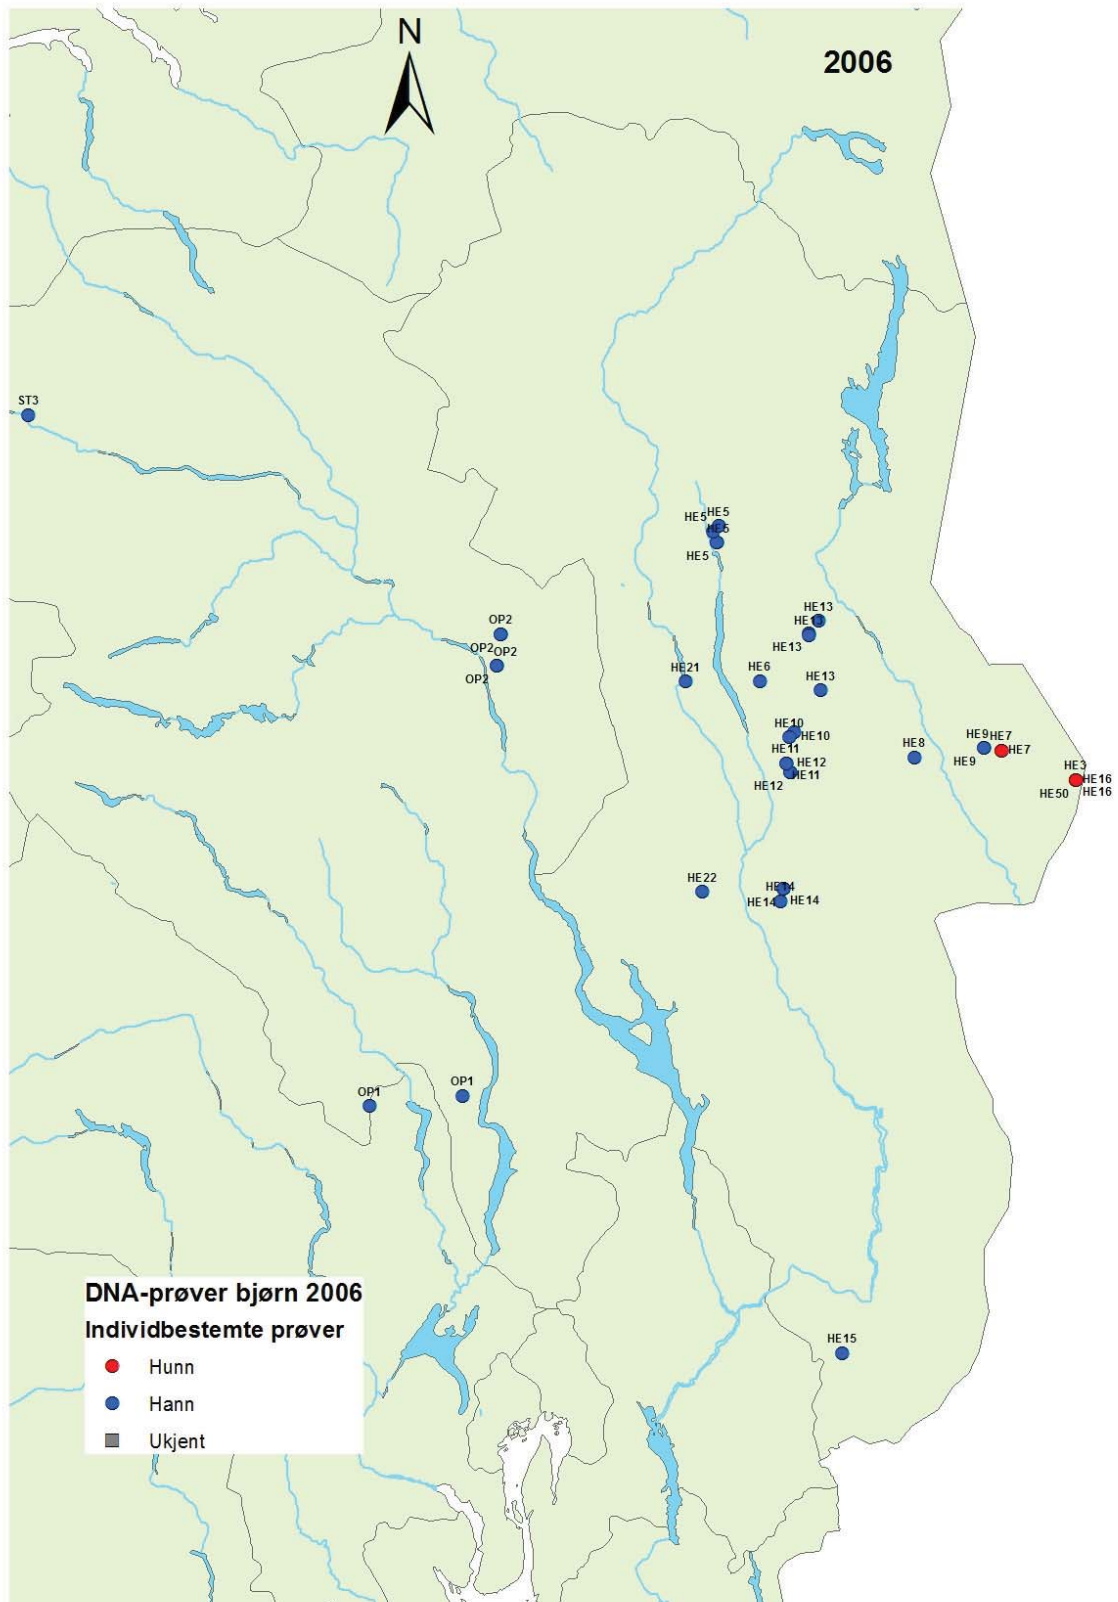 N
2006
ST3
HE5
HE5
HE5
HE5
HE13
HE13
HE13
OP2
OP2
OP2
OP2
HE21
HE6
HE13
HE10
HE10
HE11
HE12
HE11
HE12
HE8
HE9
HE7
HE7
HE9
HE3
HE16
HE50
HE16
HE22
HE14
HE14
HE14
OP1
OP1
DNA-prøver bjørn 2006
Individbestemte prøver
Hunn
Hann
Ukjent
HE15